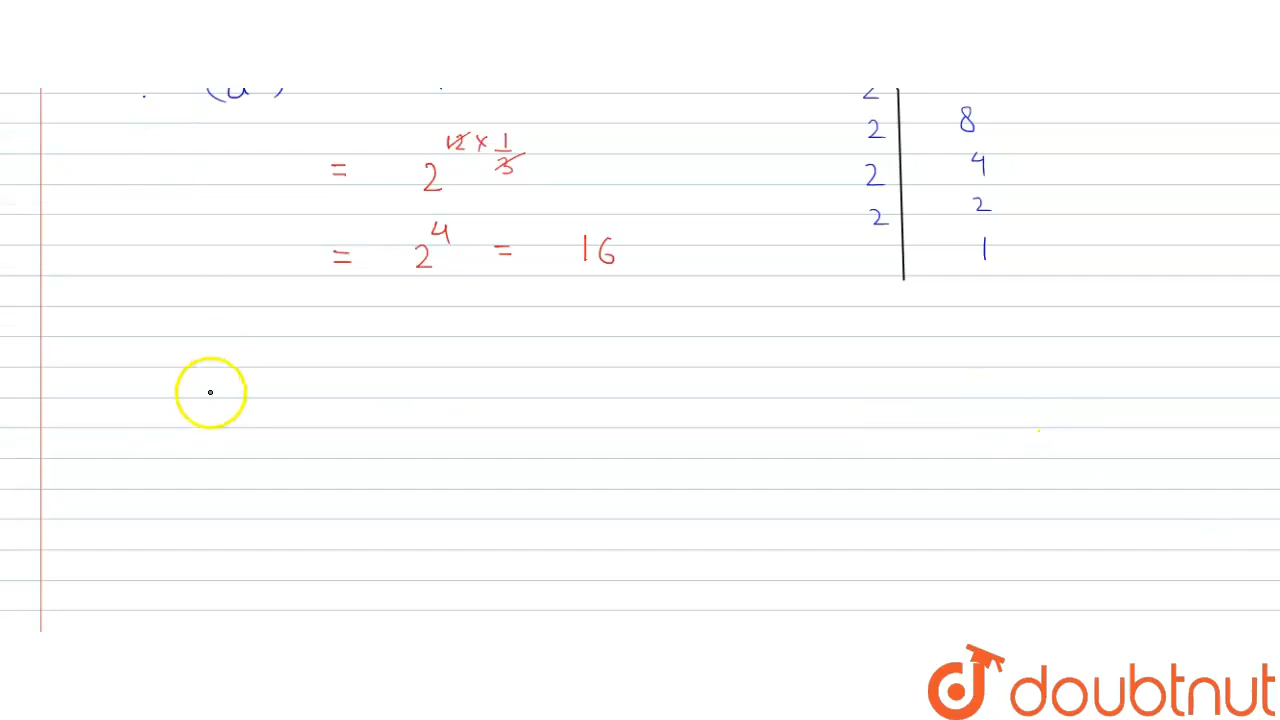 2
2 8
= 2^{12 × 1/3} 2 4
2 2
= 2^4 = 16 1
doubtnut